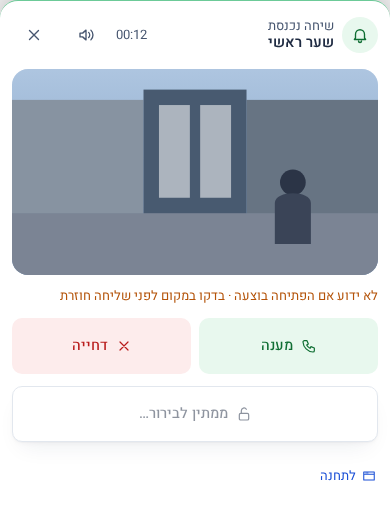 שיחה נכנסת
שער ראשי
00:12
לא ידוע אם הפתיחה בוצעה · בדקו במקום לפני שליחה חוזרת
מענה
דחייה
ממתין לבירור...
לתחנה